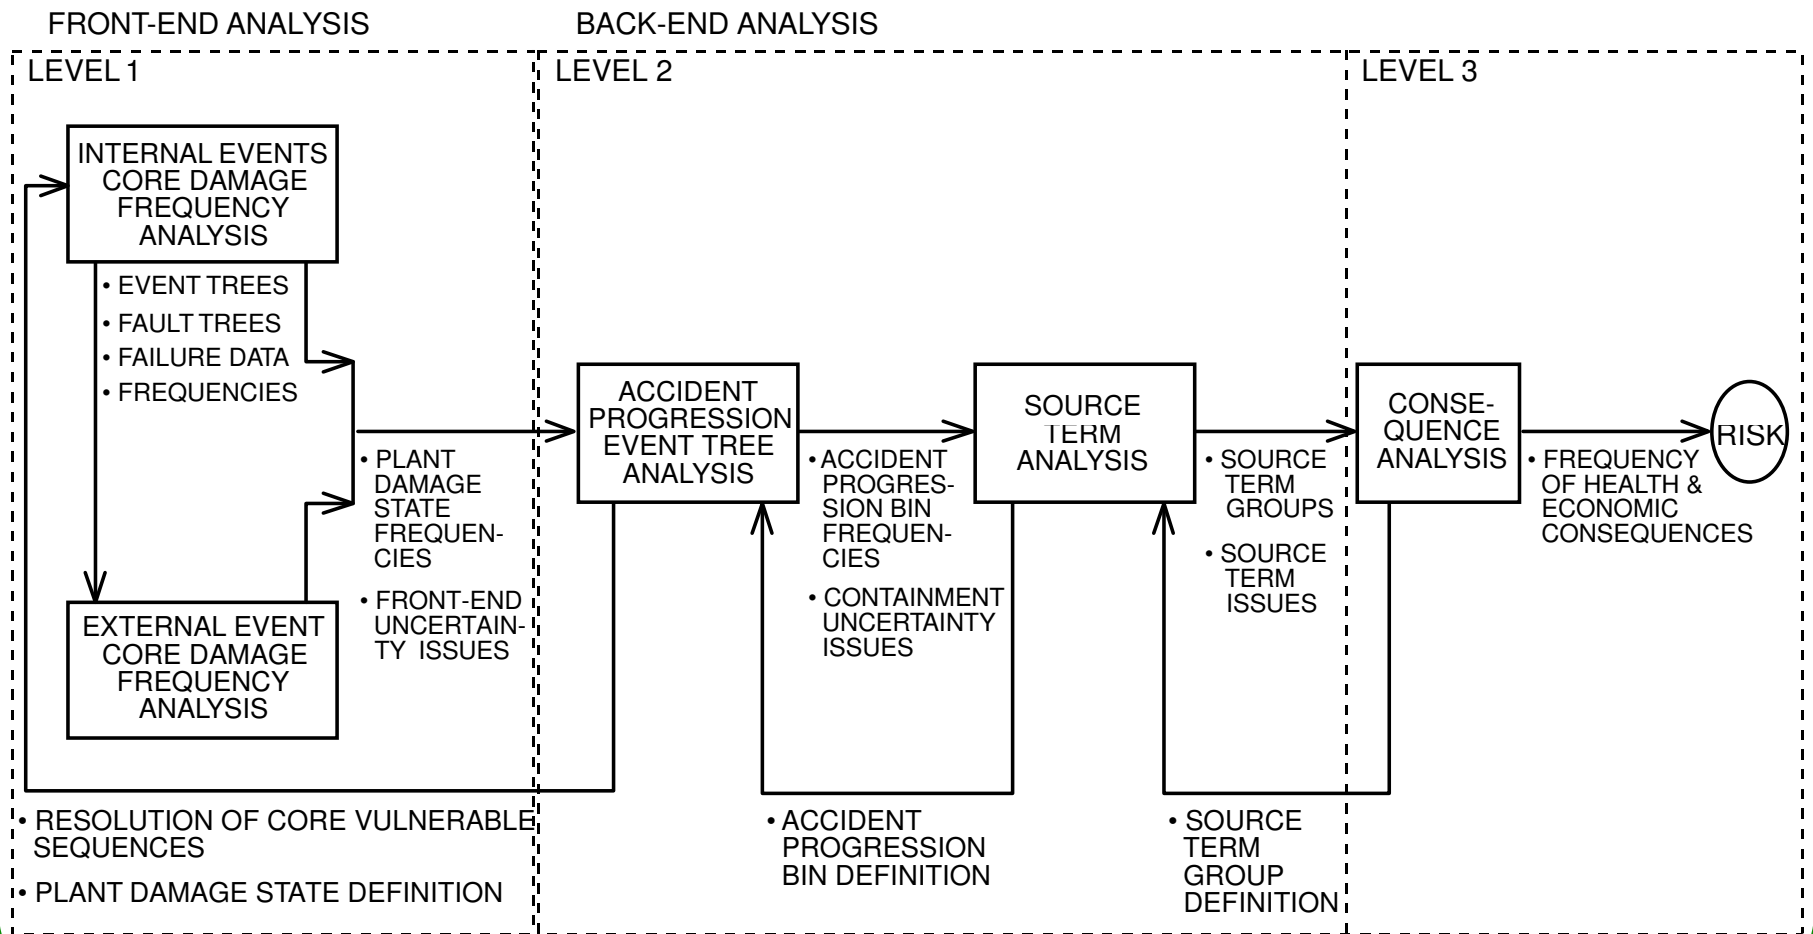 FRONT-END ANALYSIS
BACK-END ANALYSIS
LEVEL 1
LEVEL 2
LEVEL 3
INTERNAL EVENTS
CORE DAMAGE
FREQUENCY
ANALYSIS
• EVENT TREES
• FAULT TREES
• FAILURE DATA
• FREQUENCIES
EXTERNAL EVENT
CORE DAMAGE
FREQUENCY
ANALYSIS
• PLANT
DAMAGE
STATE
FREQUEN-
CIES
• FRONT-END
UNCERTAIN-
TY ISSUES
• RESOLUTION OF CORE VULNERABLE
SEQUENCES
• PLANT DAMAGE STATE DEFINITION
ACCIDENT
PROGRESSION
EVENT TREE
ANALYSIS
• ACCIDENT
PROGRES-
SION BIN
FREQUEN-
CIES
• CONTAINMENT
UNCERTAINTY
ISSUES
• ACCIDENT
PROGRESSION
BIN DEFINITION
SOURCE
TERM
ANALYSIS
• SOURCE
TERM
GROUPS
• SOURCE
TERM
ISSUES
• SOURCE
TERM
GROUP
DEFINITION
CONSE-
QUENCE
ANALYSIS
• FREQUENCY
OF HEALTH &
ECONOMIC
CONSEQUENCES
RISK